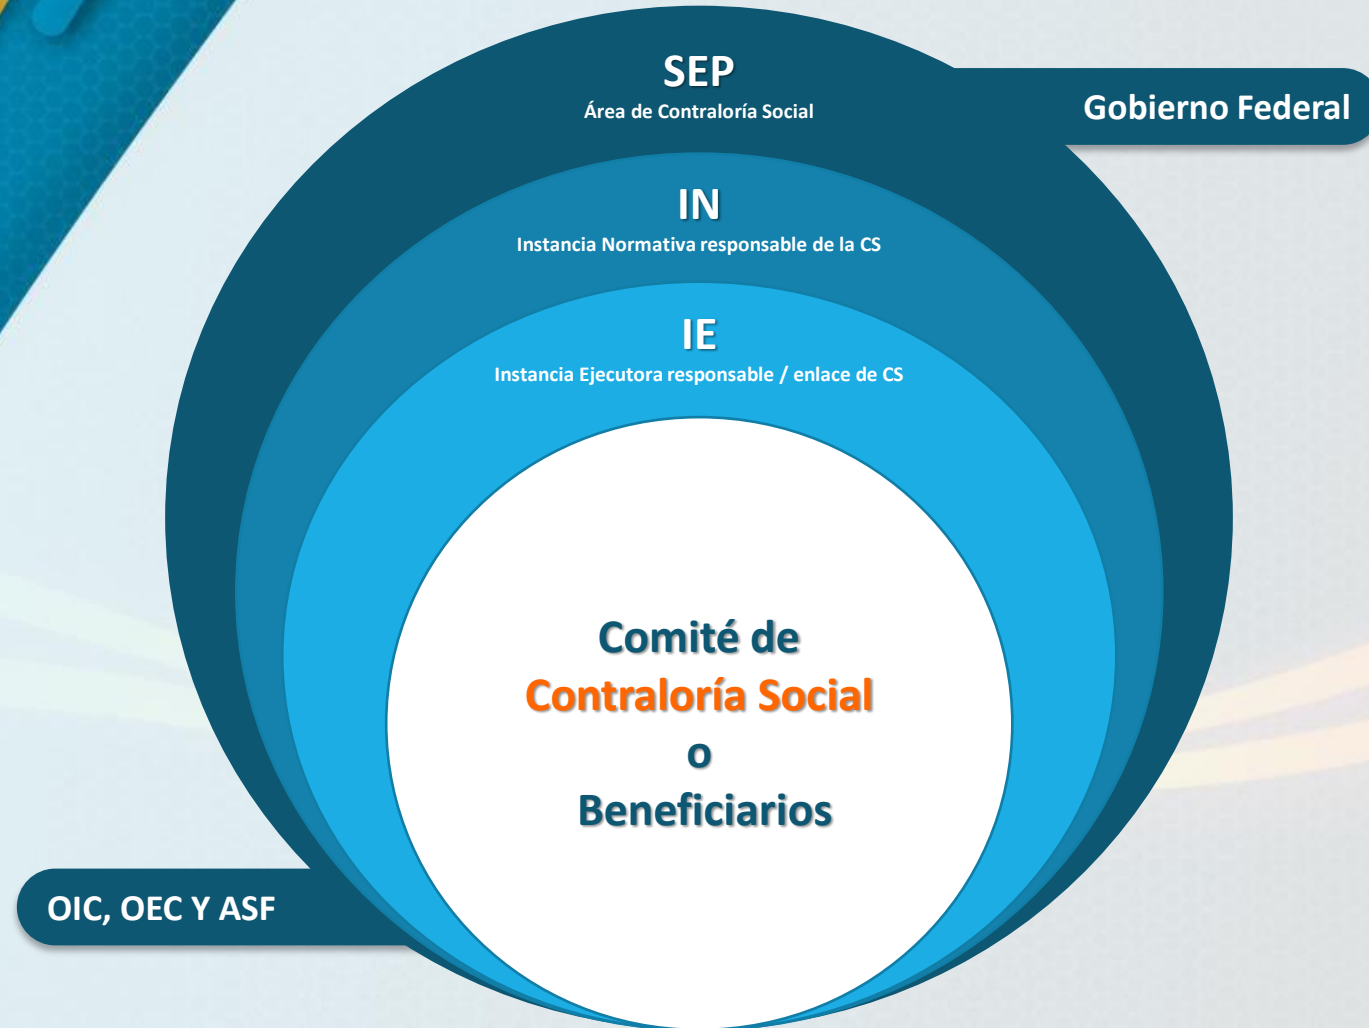 SEP
Área de Contraloría Social
Gobierno Federal
IN
Instancia Normativa responsable de la CS
IE
Instancia Ejecutora responsable / enlace de CS
Comité de
Contraloría Social
o
Beneficiarios
OIC, OEC Y ASF